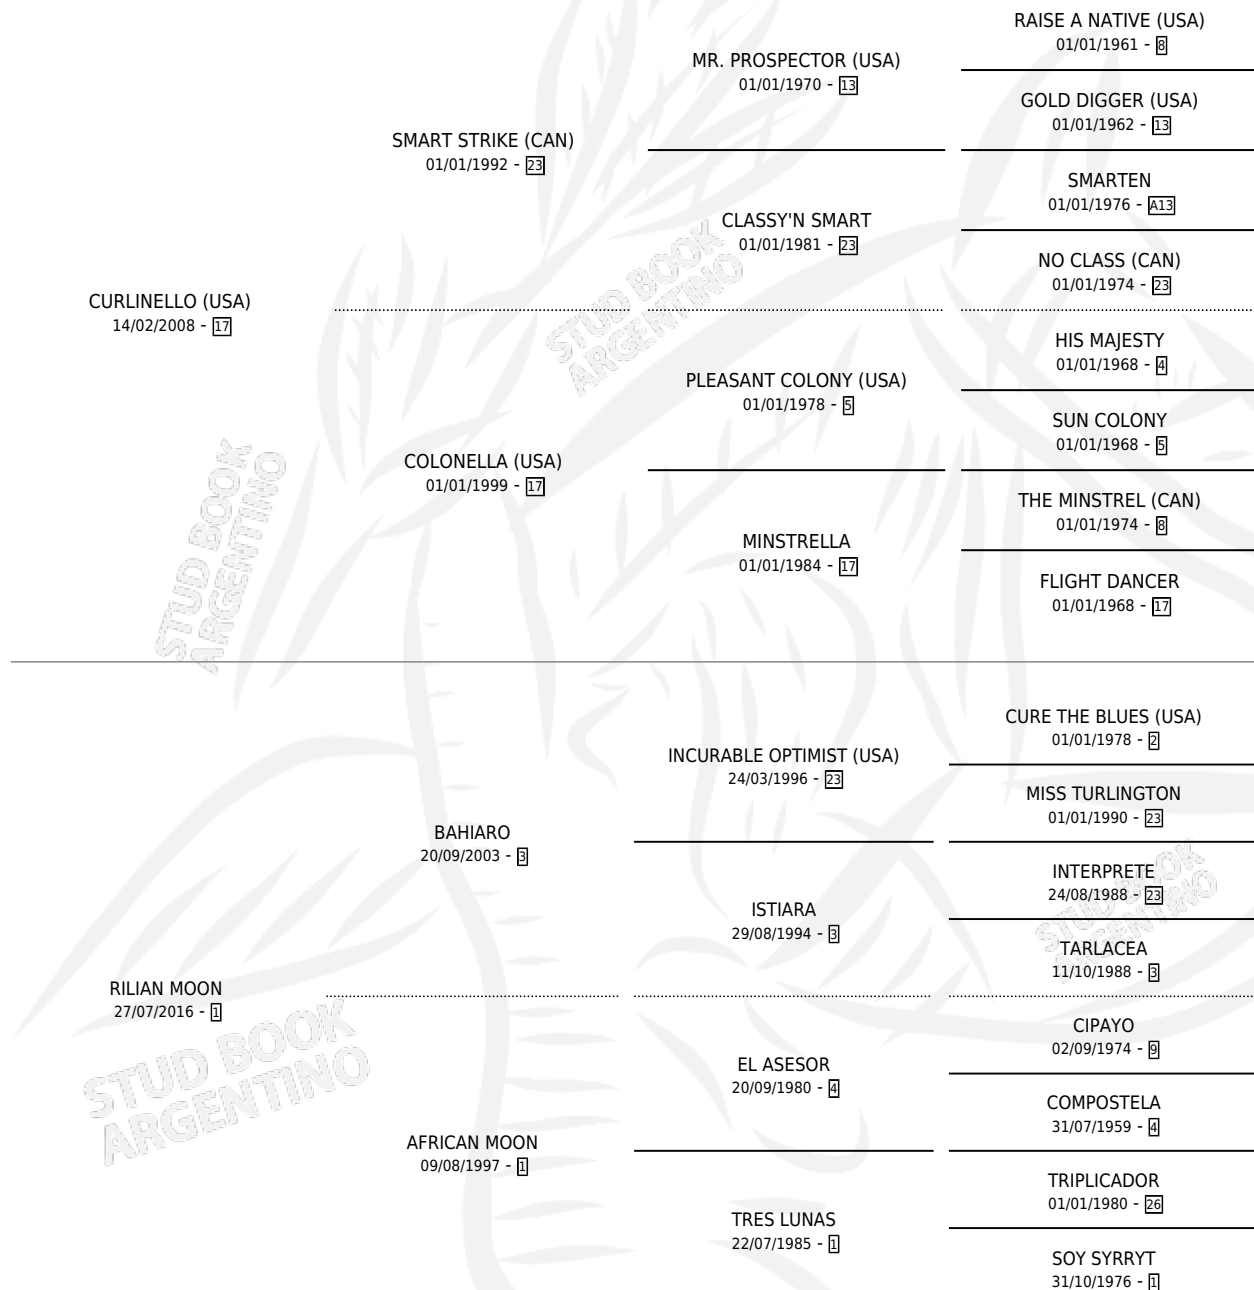 RAISE A NATIVE (USA)
01/01/1961 - 8
MR. PROSPECTOR (USA)
01/01/1970 - 13
GOLD DIGGER (USA)
01/01/1962 - 13
SMART STRIKE (CAN)
01/01/1992 - 23
SMARTEN
01/01/1976 - A13
CLASSY'N SMART
01/01/1981 - 23
NO CLASS (CAN)
01/01/1974 - 23
CURLINELLO (USA)
14/02/2008 - 17
HIS MAJESTY
01/01/1968 - 4
PLEASANT COLONY (USA)
01/01/1978 - 5
SUN COLONY
01/01/1968 - 5
COLONELLA (USA)
01/01/1999 - 17
THE MINSTREL (CAN)
01/01/1974 - 8
MINSTRELLA
01/01/1984 - 17
FLIGHT DANCER
01/01/1968 - 17
STUD BOOK
ARGENTINO
STUD BOOK
ARGENTINO
CURE THE BLUES (USA)
01/01/1978 - 2
INCURABLE OPTIMIST (USA)
24/03/1996 - 23
MISS TURLINGTON
01/01/1990 - 23
BAHIARO
20/09/2003 - 3
INTERPRETE
24/08/1988 - 23
ISTIARA
29/08/1994 - 3
TARLACEA
11/10/1988 - 3
RILIAN MOON
27/07/2016 - 1
CIPAYO
02/09/1974 - 9
EL ASESOR
20/09/1980 - 4
COMPOSTELA
31/07/1959 - 4
AFRICAN MOON
09/08/1997 - 1
TRIPLICADOR
01/01/1980 - 26
TRES LUNAS
22/07/1985 - 1
SOY SYRRYT
31/10/1976 - 1
STUD BOOK
ARGENTINO
STUD BOOK
ARGENTINO